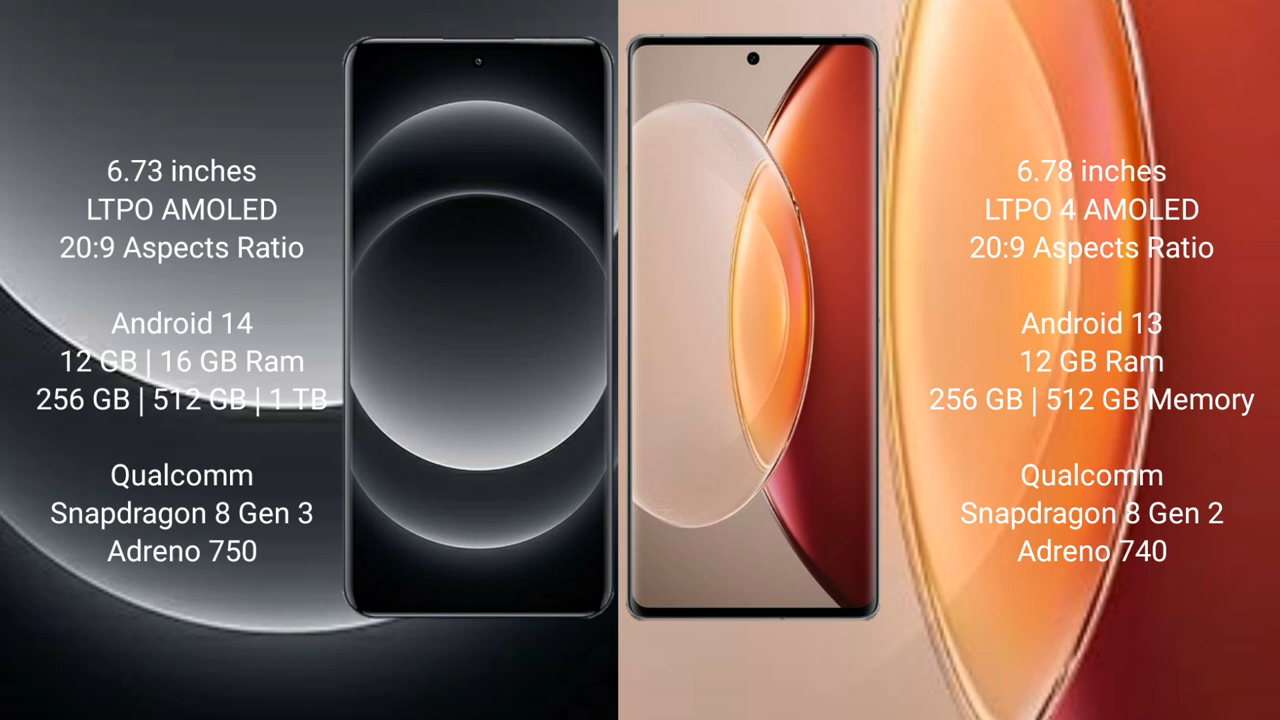 6.73 inches
LTPO AMOLED
20:9 Aspects Ratio
Android 14
12 GB | 16 GB Ram
256 GB | 512 GB | 1 TB
Qualcomm
Snapdragon 8 Gen 3
Adreno 750
6.78 inches
LTPO 4 AMOLED
20:9 Aspects Ratio
Android 13
12 GB Ram
256 GB | 512 GB Memory
Qualcomm
Snapdragon 8 Gen 2
Adreno 740